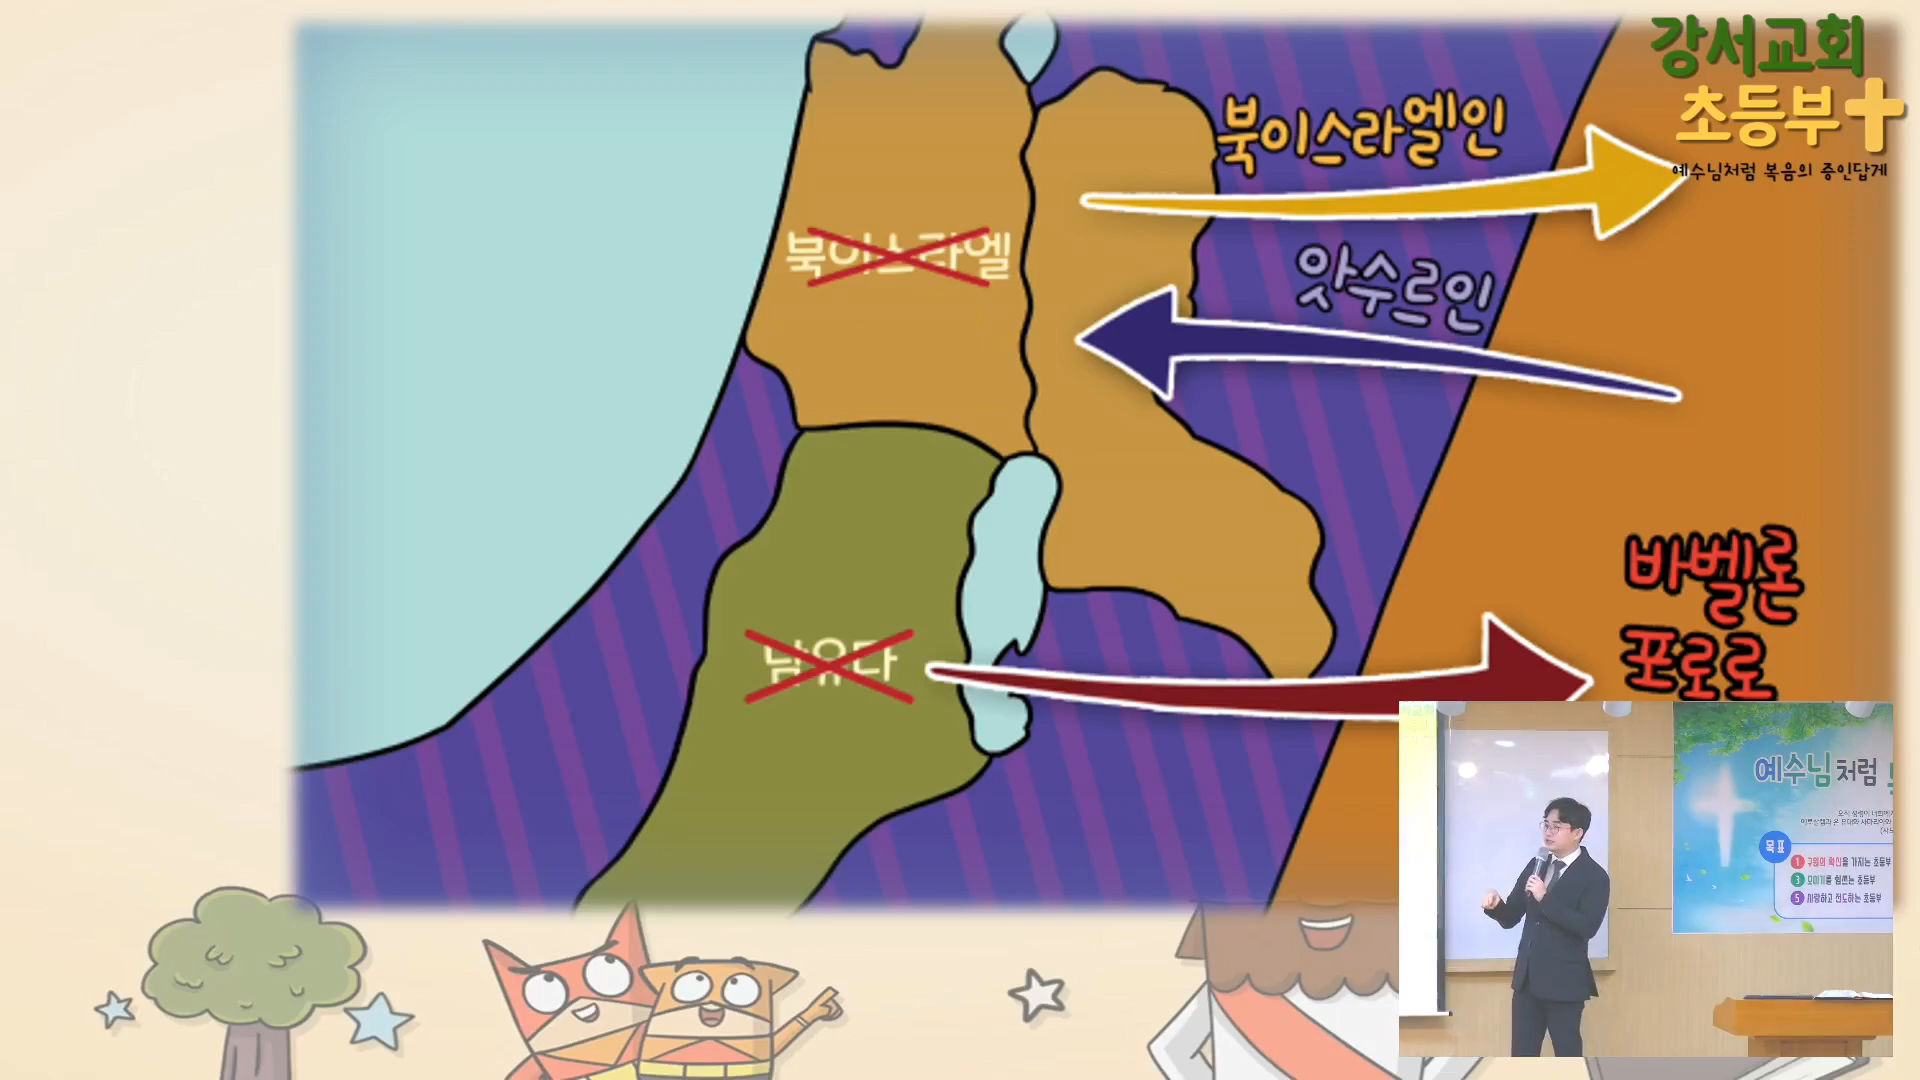 강서교회
초등부
예수님처럼 복음의 증인답게
북이스라엘인
앗수르인
북이스라엘
남유다
바벨론
포로로
예수님처럼
목표
1 구원의 확신을 가지는 초등부
3 모이기를 힘쓰는 초등부
5 사랑하고 전도하는 초등부